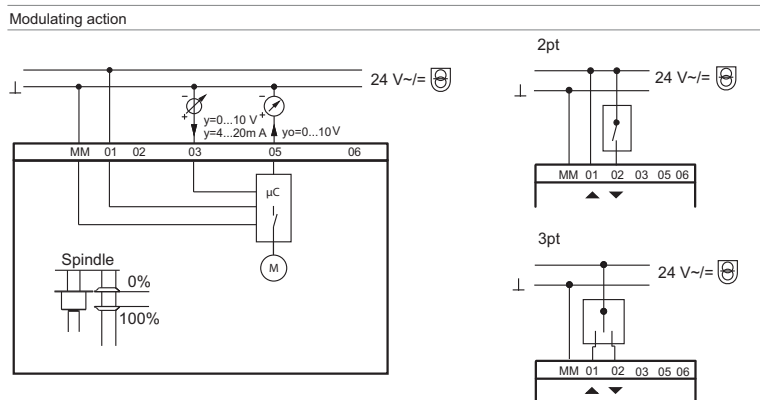 Modulating action
24 V~/=
⊥
−
+
y=0...10 V
y=4...20m A
−
+
yo=0...10V
MM 01 02 03 05 06
µC
M
Spindle
0%
100%
2pt
24 V~/=
⊥
MM 01 02 03 05 06
▲ ▼
3pt
24 V~/=
⊥
MM 01 02 03 05 06
▲ ▼